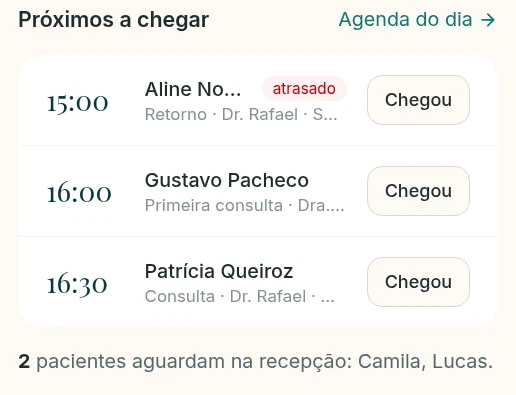 Próximos a chegar
Agenda do dia →
15:00
Aline No...
atrasado
Retorno · Dr. Rafael · S...
Chegou
16:00
Gustavo Pacheco
Primeira consulta · Dra....
Chegou
16:30
Patrícia Queiroz
Consulta · Dr. Rafael · ...
Chegou
2 pacientes aguardam na recepção: Camila, Lucas.